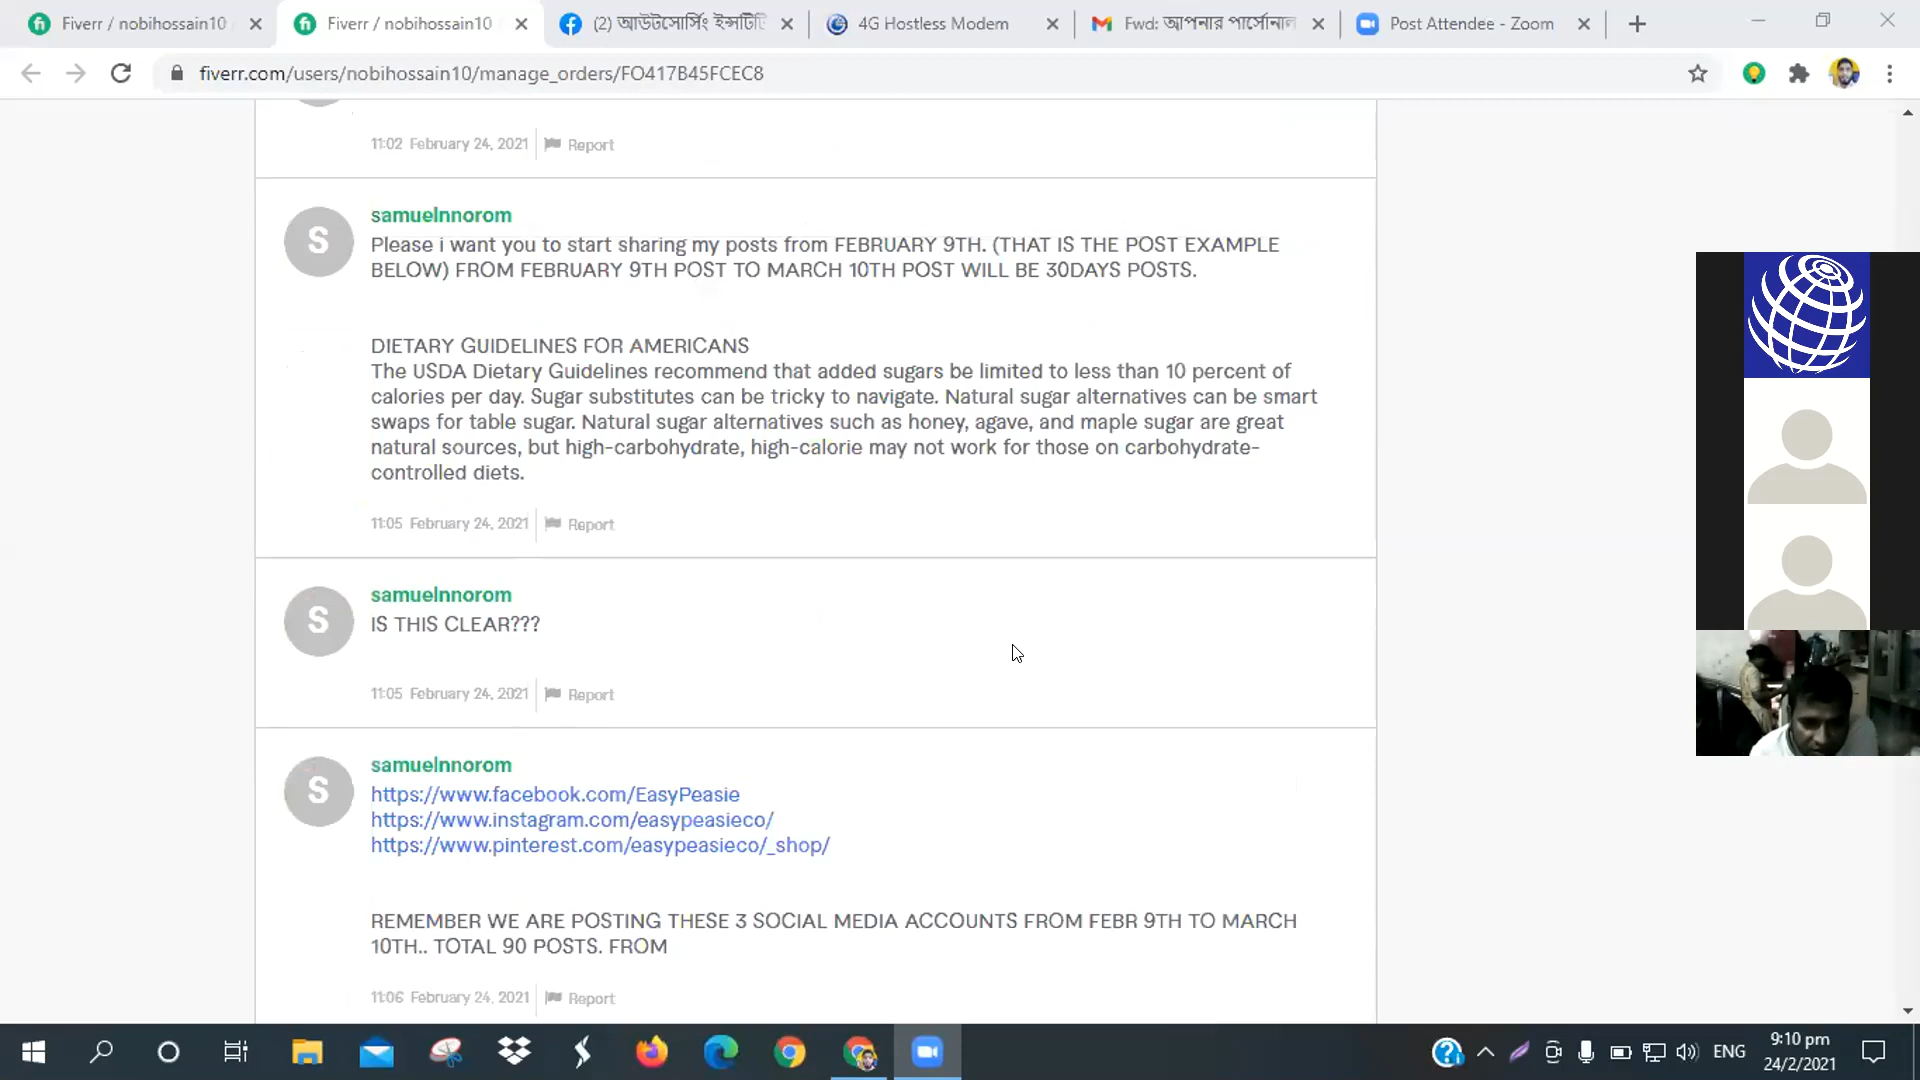 Fiverr / nobihossain10
Fiverr / nobihossain10
(2) আউটসোর্সিং ইন্সটিটি
4G Hostless Modem
Fwd: আপনার পার্সোনাল
Post Attendee - Zoom
fiverr.com/users/nobihossain10/manage_orders/FO417B45FCEC8
11:02 February 24, 2021 Report
S
samuelnnorom
Please i want you to start sharing my posts from FEBRUARY 9TH. (THAT IS THE POST EXAMPLE
BELOW) FROM FEBRUARY 9TH POST TO MARCH 10TH POST WILL BE 30DAYS POSTS.
DIETARY GUIDELINES FOR AMERICANS
The USDA Dietary Guidelines recommend that added sugars be limited to less than 10 percent of
calories per day. Sugar substitutes can be tricky to navigate. Natural sugar alternatives can be smart
swaps for table sugar. Natural sugar alternatives such as honey, agave, and maple sugar are great
natural sources, but high-carbohydrate, high-calorie may not work for those on carbohydrate-
controlled diets.
11:05 February 24, 2021 Report
S
samuelnnorom
IS THIS CLEAR???
11:05 February 24, 2021 Report
S
samuelnnorom
https://www.facebook.com/EasyPeasie
https://www.instagram.com/easypeasieco/
https://www.pinterest.com/easypeasieco/_shop/
REMEMBER WE ARE POSTING THESE 3 SOCIAL MEDIA ACCOUNTS FROM FEBR 9TH TO MARCH
10TH.. TOTAL 90 POSTS. FROM
11:06 February 24, 2021 Report
ENG
9:10 pm
24/2/2021